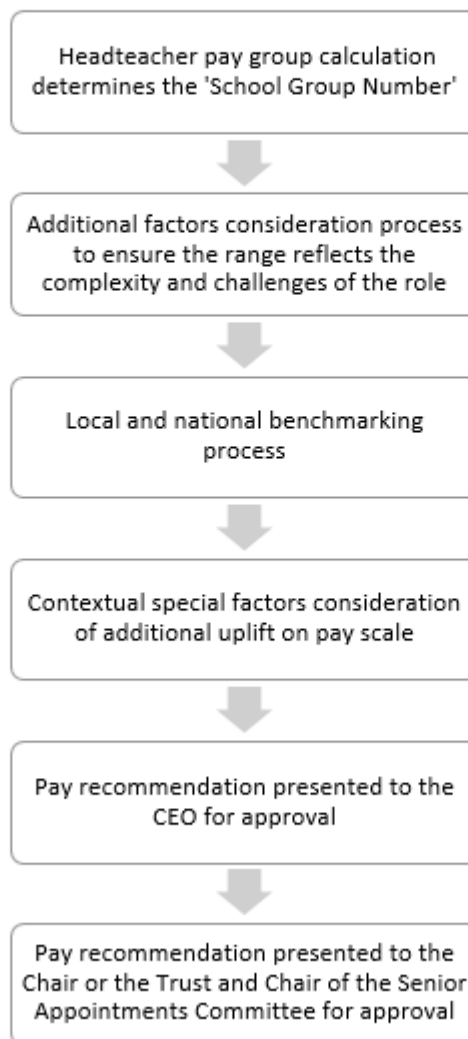 Headteacher pay group calculation
determines the 'School Group Number'
Additional factors consideration process
to ensure the range reflects the
complexity and challenges of the role
Local and national benchmarking
process
Contextual special factors consideration
of additional uplift on pay scale
Pay recommendation presented to the
CEO for approval
Pay recommendation presented to the
Chair or the Trust and Chair of the Senior
Appointments Committee for approval